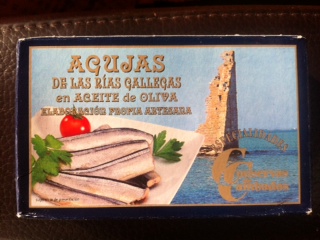 AGUJAS
DE LAS RÍAS GALLEGAS
en ACEITE de OLIVA
ELABORACIÓN PROPIA ARTESANA